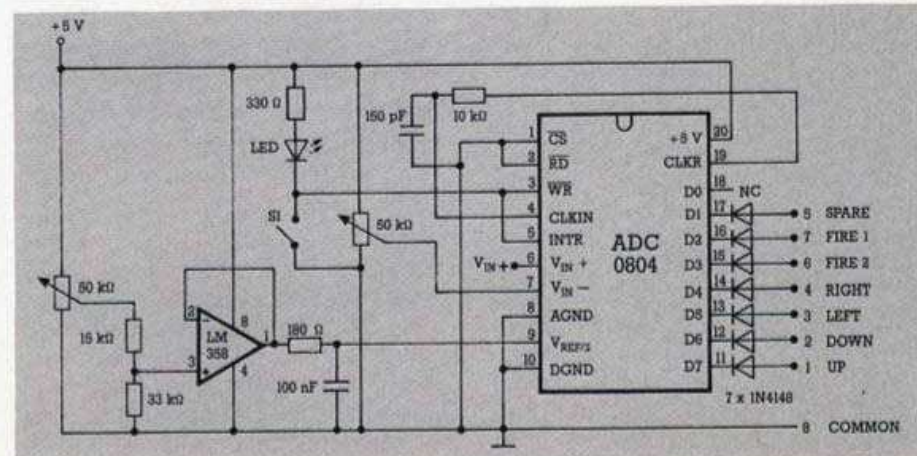 +5 V
330 Ω
LED
S1
150 pF
10 kΩ
50 kΩ
50 kΩ
15 kΩ
33 kΩ
2
3
+
LM
358
8
1
4
180 Ω
100 nF
VIN+
ADC
0804
1 CS
2 RD
3 WR
4 CLKIN
5 INTR
6 VIN +
7 VIN −
8 AGND
9 VREF/2
10 DGND
+5 V 20
CLKR 19
D0 18 NC
D1 17 5 SPARE
D2 16 7 FIRE 1
D3 15 6 FIRE 2
D4 14 4 RIGHT
D5 13 3 LEFT
D6 12 2 DOWN
D7 11 1 UP
7 x 1N4148
8 COMMON